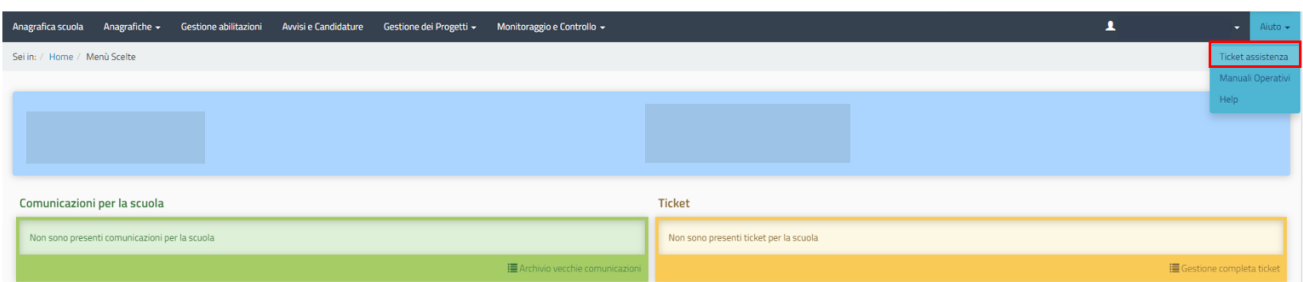 Anagrafica scuola Anagrafiche Gestione abilitazioni Avvisi e Candidature Gestione dei Progetti Monitoraggio e Controllo Aiuto
Sei in: / Home / Menù Scelte
Ticket assistenza
Manuali Operativi
Help
Comunicazioni per la scuola
Non sono presenti comunicazioni per la scuola
Archivio vecchie comunicazioni
Ticket
Non sono presenti ticket per la scuola
Gestione completa ticket